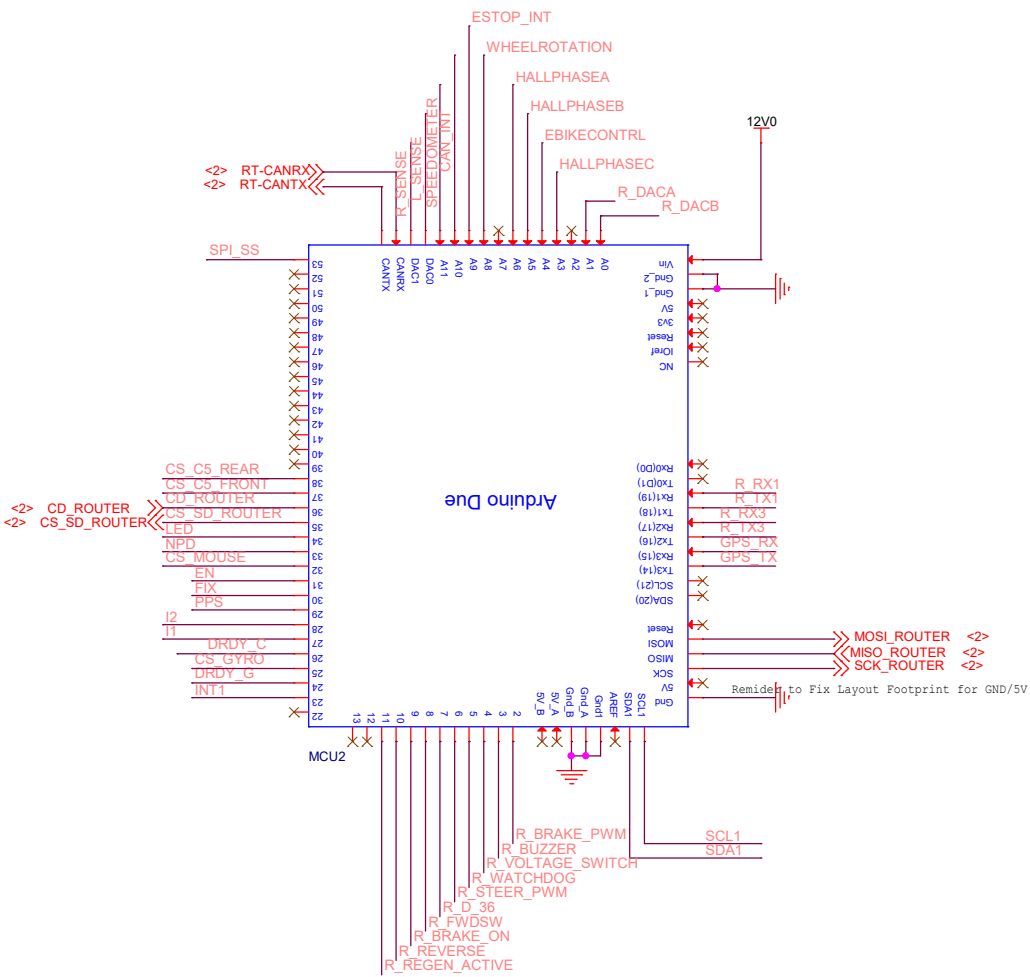 ESTOP_INT
WHEELROTATION
HALLPHASEA
HALLPHASEB
EBIKECONTRL
HALLPHASEC
R_DACA
R_DACB
12V0
<2> RT-CANRX
<2> RT-CANTX
R_SENSE
L_SENSE
SPEEDOMETER
CAN_INT
SPI_SS
CANTX
CANRX
DAC1
DAC0
A11
A10
A9
A8
A7
A6
A5
A4
A3
A2
A1
A0
53
52
51
50
49
48
47
46
45
44
43
42
41
40
39
38
37
36
35
34
33
32
31
30
29
28
27
26
25
24
23
22
Vin
Gnd_2
Gnd_1
5V
3v3
Reset
IOref
NC
CS_C5_REAR
CS_C5_FRONT
CD_ROUTER
CS_SD_ROUTER
LED
NPD
CS_MOUSE
EN
FIX
PPS
I2
I1
DRDY_C
CS_GYRO
DRDY_G
INT1
<2> CD_ROUTER
<2> CS_SD_ROUTER
Arduino Due
Rx0(D0)
Tx0(D1)
Rx1(19)
Tx1(18)
Rx2(17)
Tx2(16)
Rx3(15)
Tx3(14)
SCL(21)
SDA(20)
R_RX1
R_TX1
R_RX3
R_TX3
GPS_RX
GPS_TX
Reset
MOSI
MISO
SCK
5V
Gnd
MOSI_ROUTER <2>
MISO_ROUTER <2>
SCK_ROUTER <2>
Remider to Fix Layout Footprint for GND/5V
13
12
11
10
9
8
7
6
5
4
3
2
5V_B
5V_A
Gnd_B
Gnd_A
Gnd1
AREF
SDA1
SCL1
MCU2
R_BRAKE_PWM
R_BUZZER
R_VOLTAGE_SWITCH
R_WATCHDOG
R_STEER_PWM
R_D_36
R_FWDSW
R_BRAKE_ON
R_REVERSE
R_REGEN_ACTIVE
SCL1
SDA1